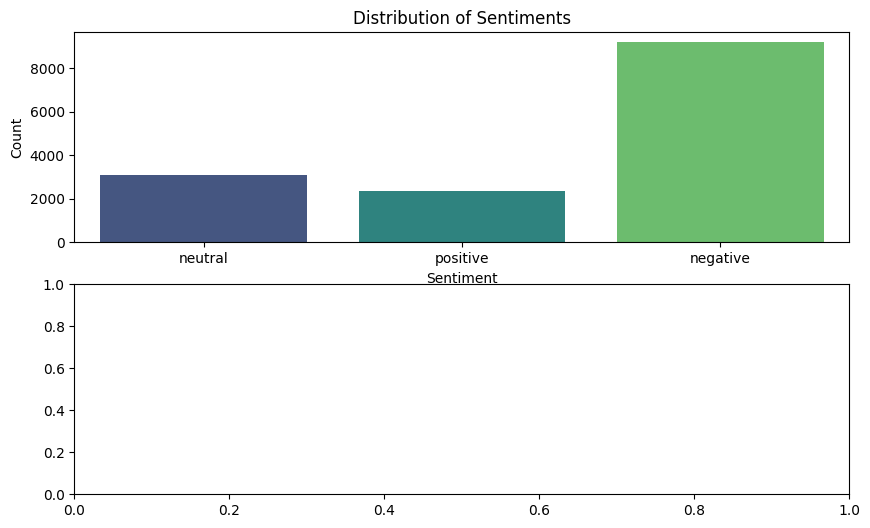 Distribution of Sentiments
8000
6000
4000
2000
0
Count
neutral positive negative
Sentiment
1.0
0.8
0.6
0.4
0.2
0.0
0.0 0.2 0.4 0.6 0.8 1.0